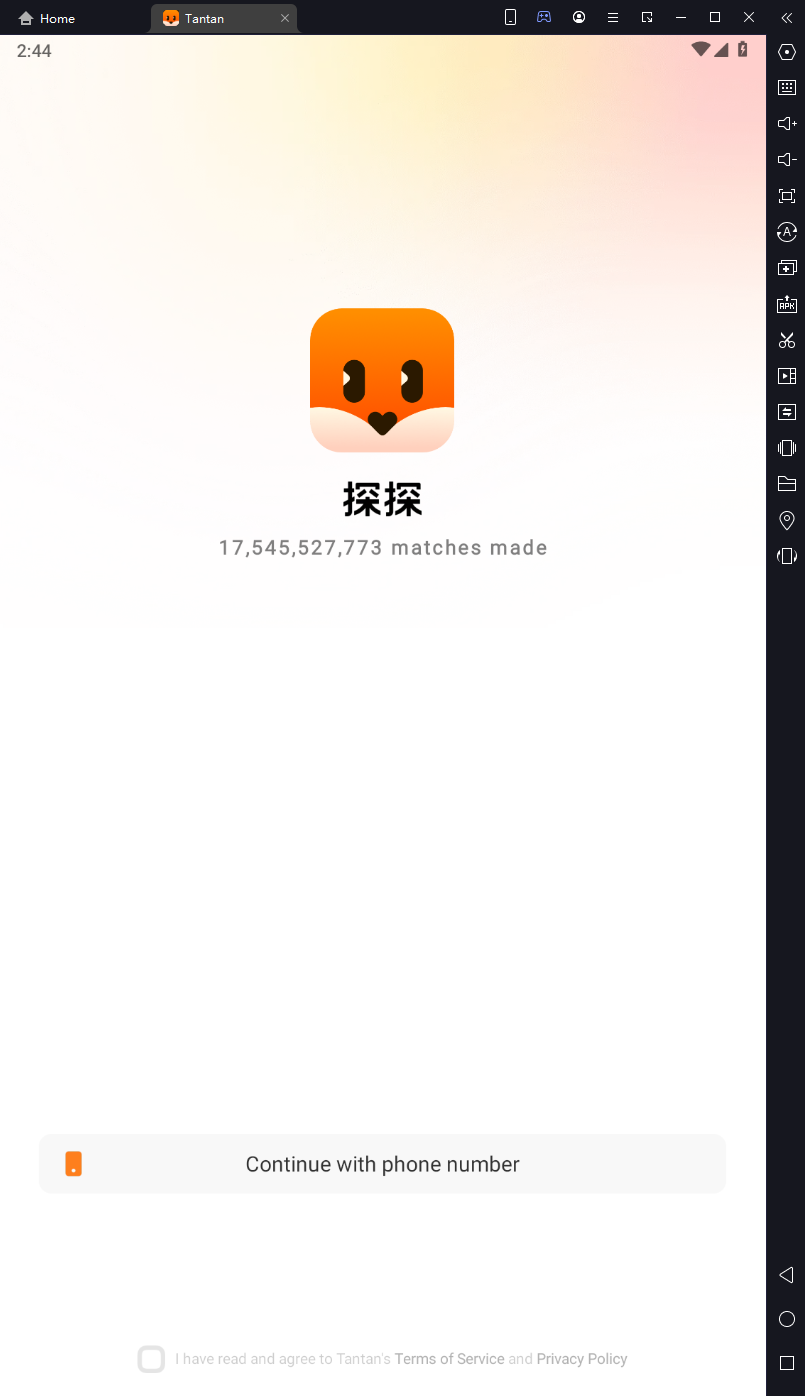 Home
Tantan
2:44
A
APK
探探
17,545,527,773 matches made
Continue with phone number
I have read and agree to Tantan's Terms of Service and Privacy Policy